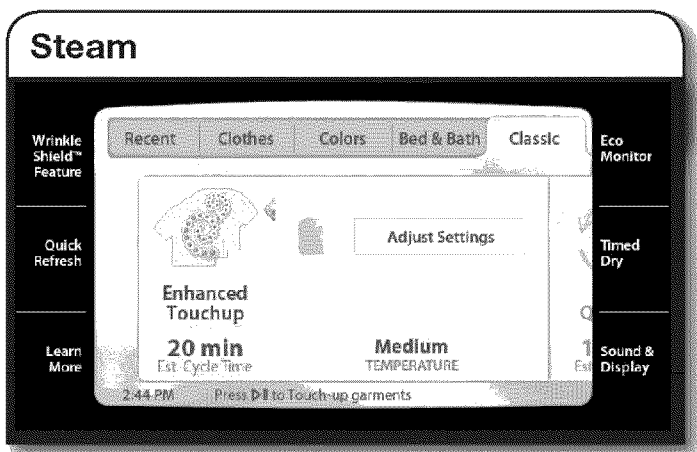 Steam
Wrinkle
Shield™
Feature
Quick
Refresh
Learn
More
Recent
Clothes
Colors
Bed & Bath
Classic
Adjust Settings
Enhanced
Touchup
20 min
Est. Cycle Time
Medium
TEMPERATURE
2:44 PM
Press to Touch-up garments
Eco
Monitor
Timed
Dry
Sound &
Display